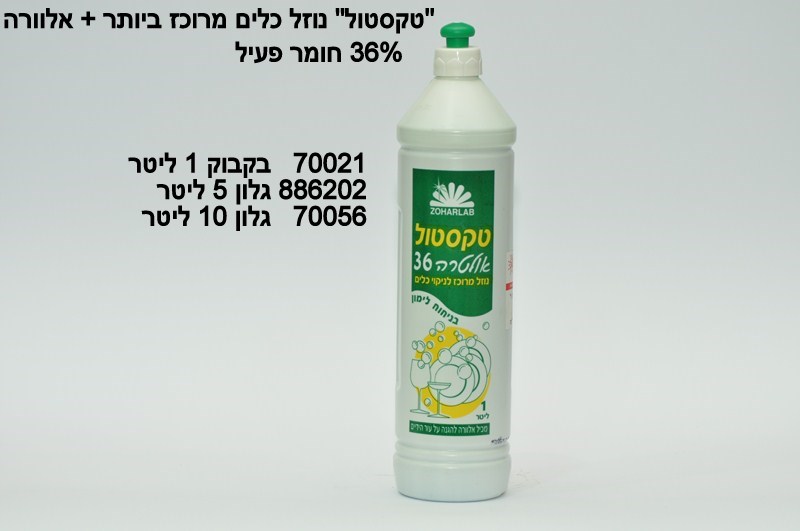 "טקסטול" נוזל כלים מרוכז ביותר + אלוורה
36% חומר פעיל
70021 בקבוק 1 ליטר
886202 גלון 5 ליטר
70056 גלון 10 ליטר
ZOHARLAB
טקסטול
אולטרה 36
נוזל מרוכז לניקוי כלים
בניחוח לימון
1
ליטר
מכיל אלוורה להגנה על עור הידיים